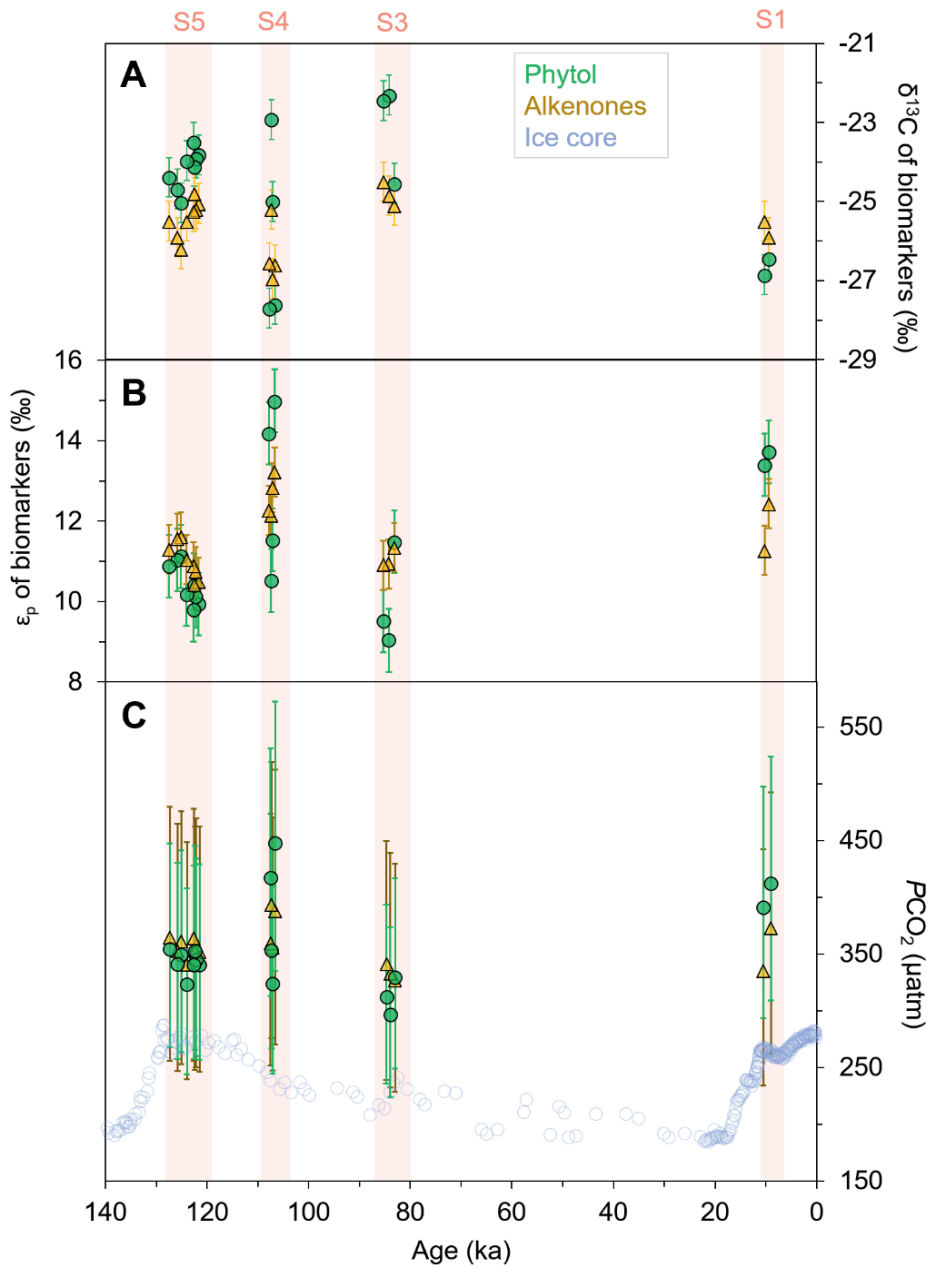 S5 S4 S3 S1
A
Phytol
Alkenones
Ice core
-21
-23
-25
-27
-29
δ¹³C of biomarkers (‰)
B
16
14
12
10
8
εₚ of biomarkers (‰)
C
550
450
350
250
150
PCO₂ (µatm)
140 120 100 80 60 40 20 0
Age (ka)